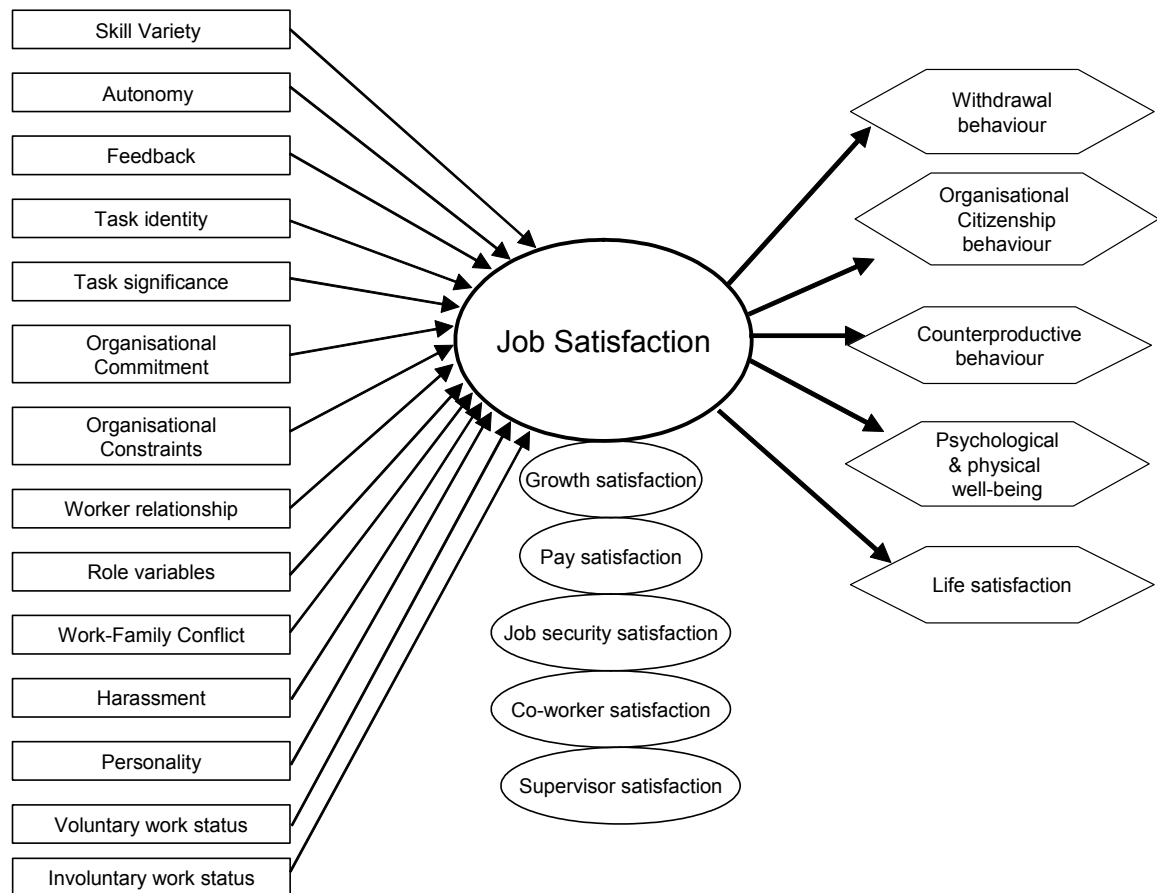 Skill Variety
Autonomy
Feedback
Task identity
Task significance
Organisational
Commitment
Organisational
Constraints
Worker relationship
Role variables
Work-Family Conflict
Harassment
Personality
Voluntary work status
Involuntary work status
Job Satisfaction
Growth satisfaction
Pay satisfaction
Job security satisfaction
Co-worker satisfaction
Supervisor satisfaction
Withdrawal
behaviour
Organisational
Citizenship
behaviour
Counterproductive
behaviour
Psychological
& physical
well-being
Life satisfaction